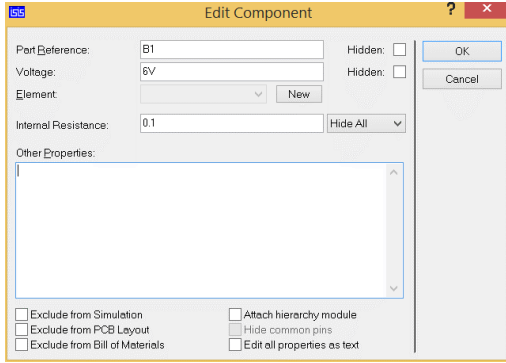 ISIS Edit Component ? ×
Part Reference: B1 Hidden: OK
Voltage: 6V Hidden: Cancel
Element: New
Internal Resistance: 0.1 Hide All
Other Properties:
Exclude from Simulation Attach hierarchy module
Exclude from PCB Layout Hide common pins
Exclude from Bill of Materials Edit all properties as text